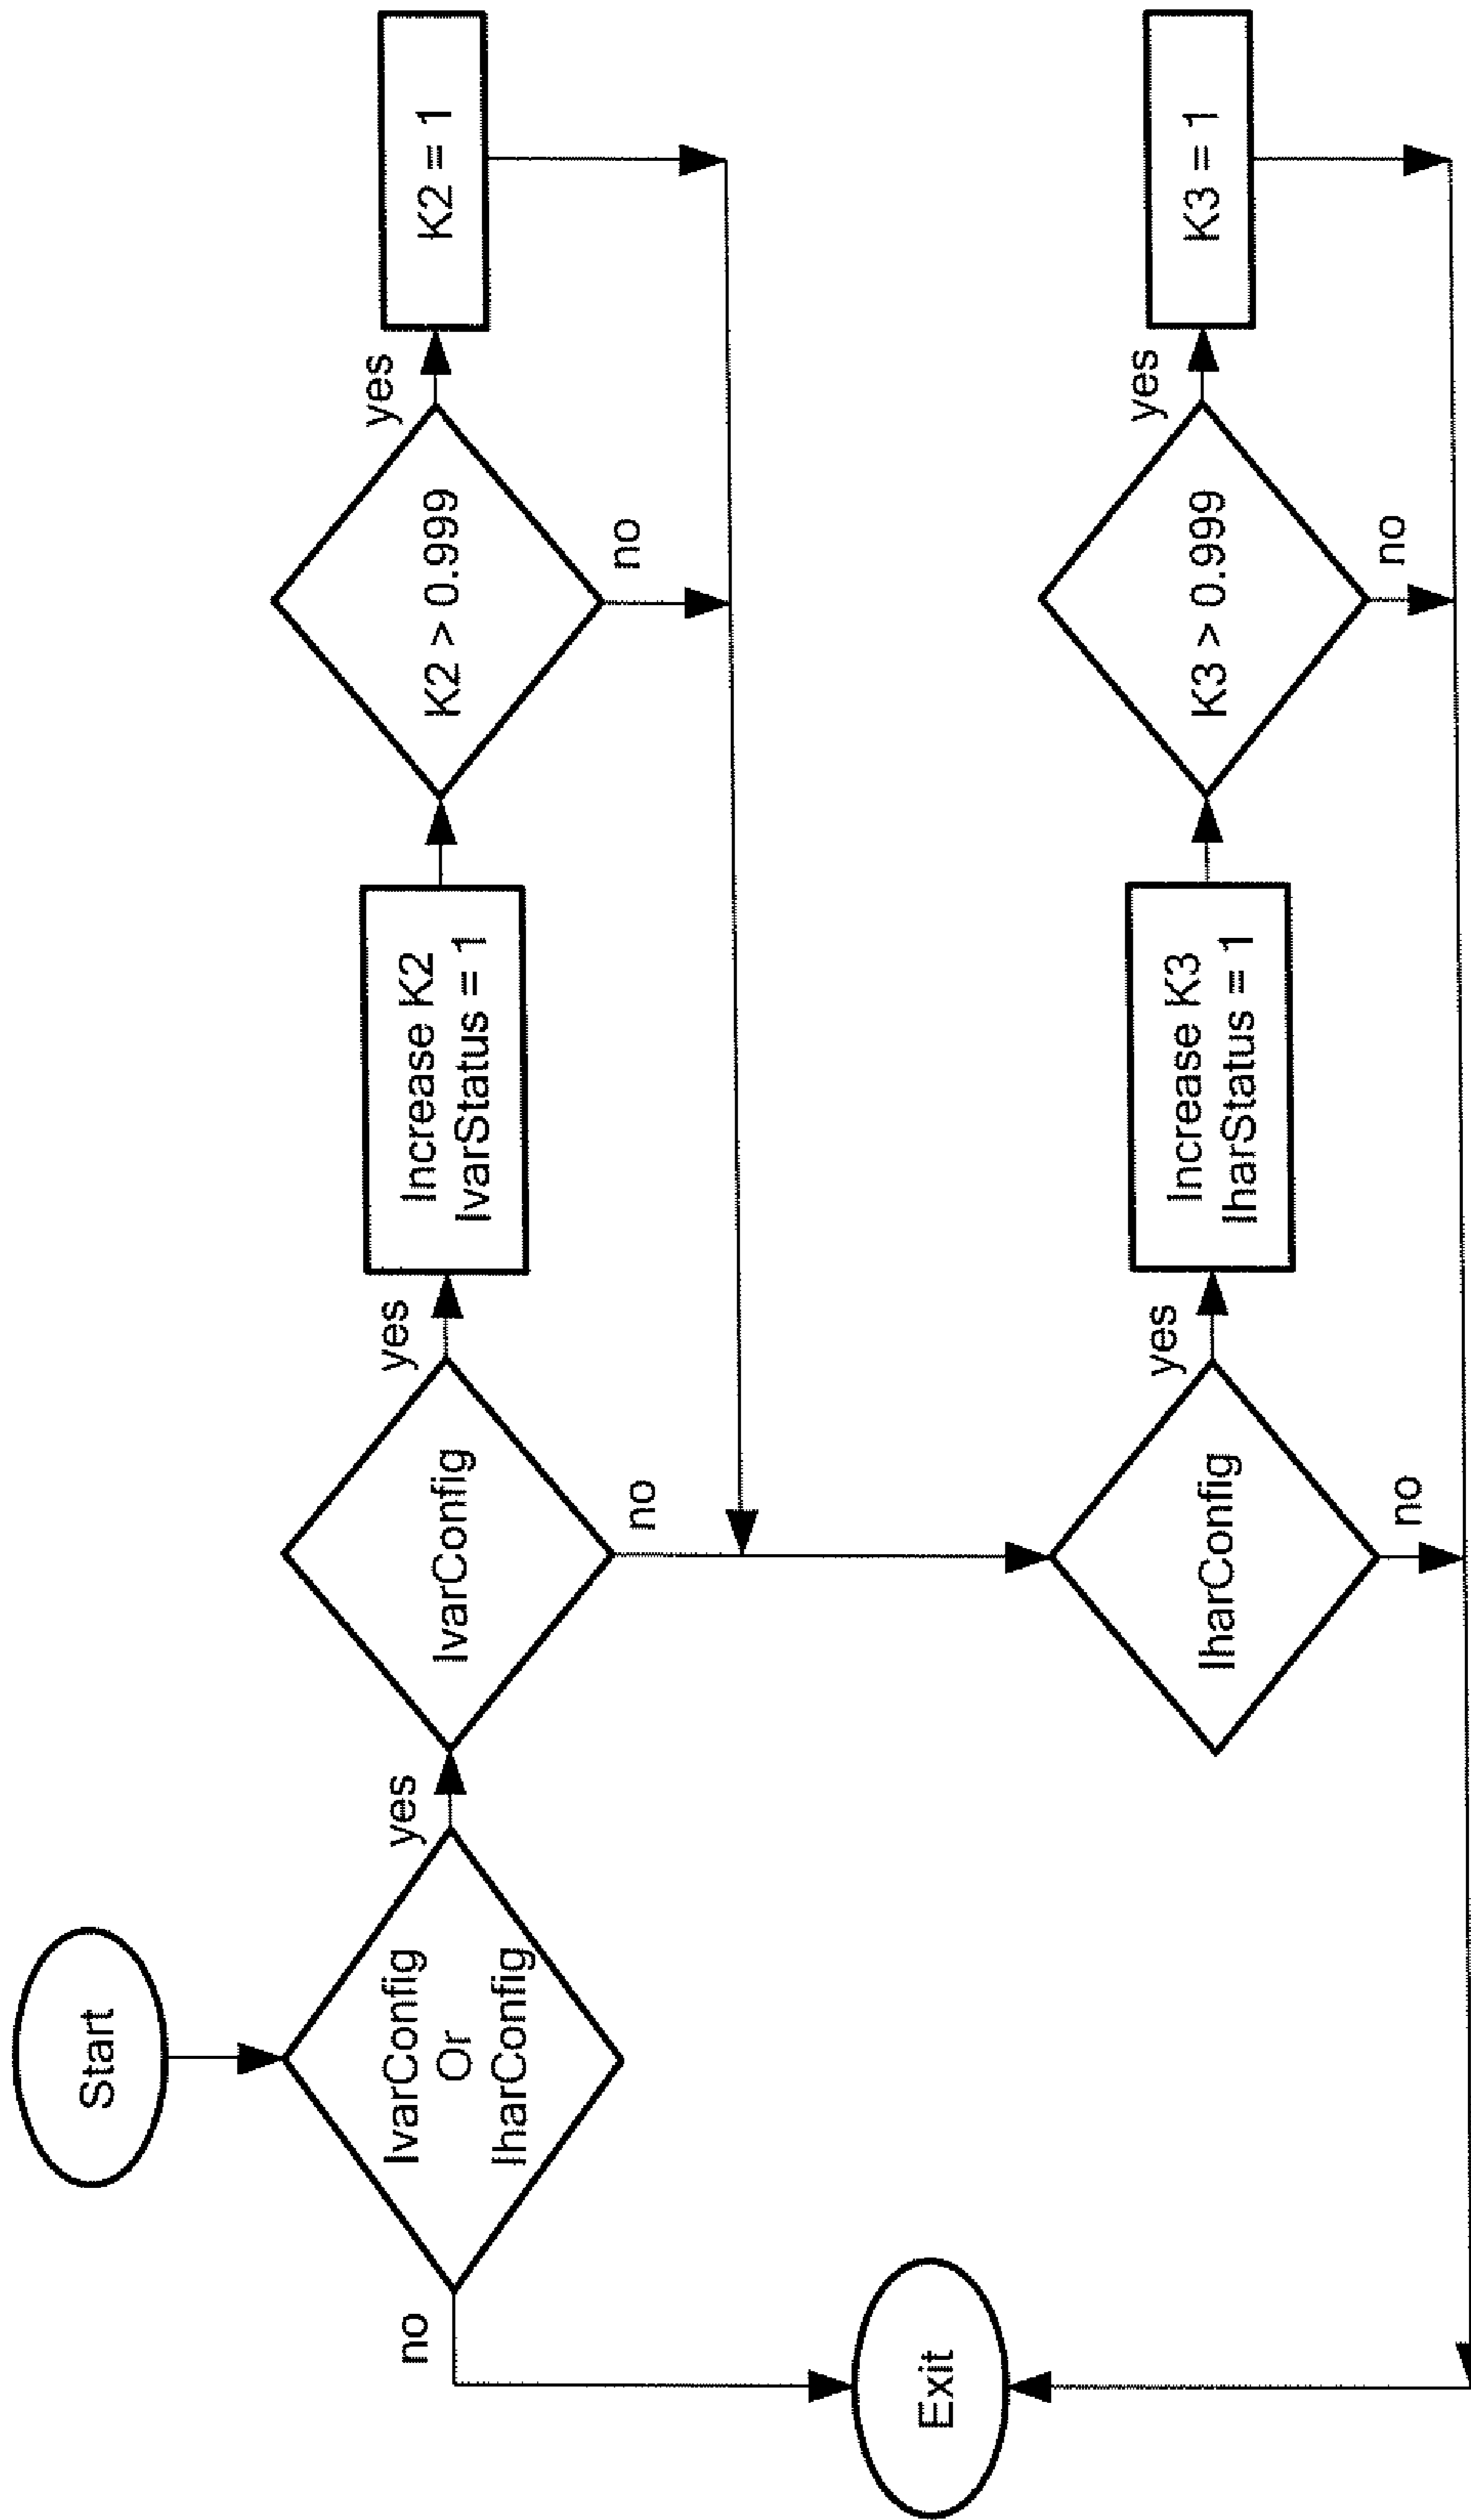 Start
IvarConfig
Or
IharConfig
yes
no
IvarConfig
yes
no
Increase K2
IvarStatus = 1
K2 > 0.999
yes
no
K2 = 1
IharConfig
yes
no
Increase K3
IharStatus = 1
K3 > 0.999
yes
no
K3 = 1
Exit